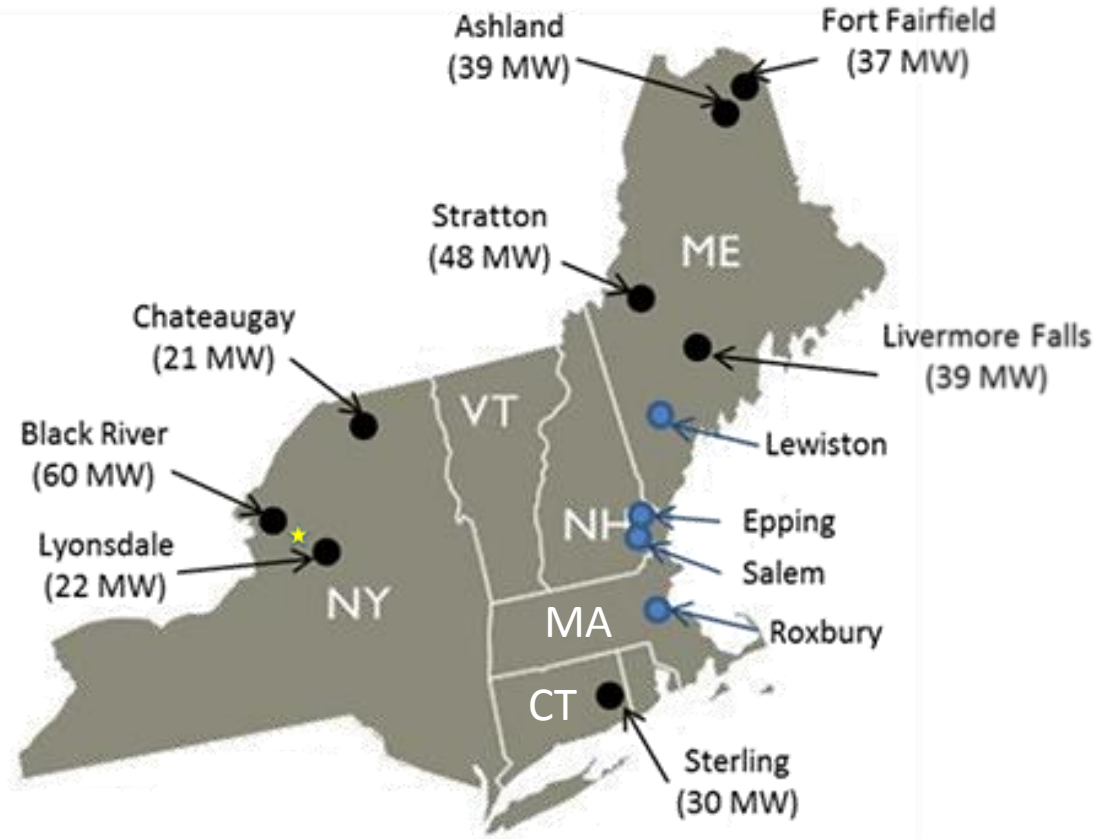 Ashland
(39 MW)
Fort Fairfield
(37 MW)
Stratton
(48 MW)
ME
Chateaugay
(21 MW)
Livermore Falls
(39 MW)
VT
Black River
(60 MW)
Lewiston
NH
Epping
Lyonsdale
(22 MW)
Salem
NY
MA
Roxbury
CT
Sterling
(30 MW)